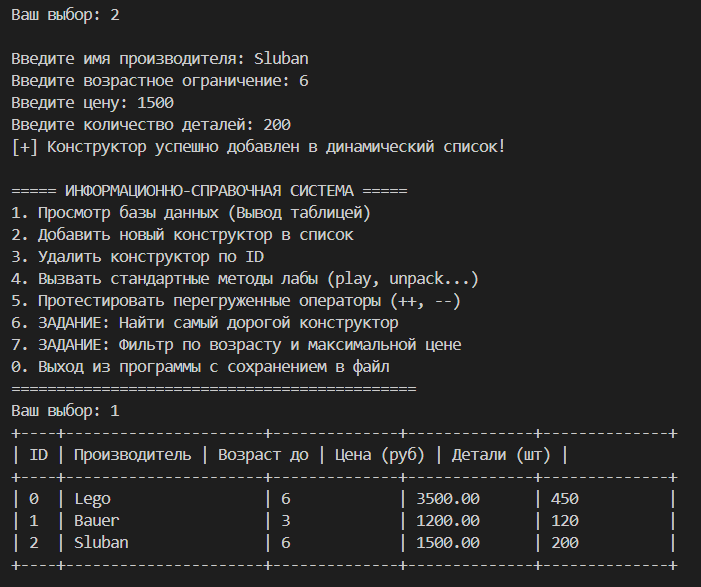 Ваш выбор: 2
Введите имя производителя: Sluban
Введите возрастное ограничение: 6
Введите цену: 1500
Введите количество деталей: 200
[+] Конструктор успешно добавлен в динамический список!
===== ИНФОРМАЦИОННО-СПРАВОЧНАЯ СИСТЕМА =====
1. Просмотр базы данных (Вывод таблицей)
2. Добавить новый конструктор в список
3. Удалить конструктор по ID
4. Вызвать стандартные методы лабы (play, unpack...)
5. Протестировать перегруженные операторы (++, --)
6. ЗАДАНИЕ: Найти самый дорогой конструктор
7. ЗАДАНИЕ: Фильтр по возрасту и максимальной цене
0. Выход из программы с сохранением в файл
=============================================
Ваш выбор: 1
+----+----------------------+--------------+--------------+--------------+
| ID | Производитель | Возраст до | Цена (руб) | Детали (шт) |
+----+----------------------+--------------+--------------+--------------+
| 0  | Lego                 | 6            | 3500.00      | 450          |
| 1  | Bauer                | 3            | 1200.00      | 120          |
| 2  | Sluban               | 6            | 1500.00      | 200          |
+----+----------------------+--------------+--------------+--------------+